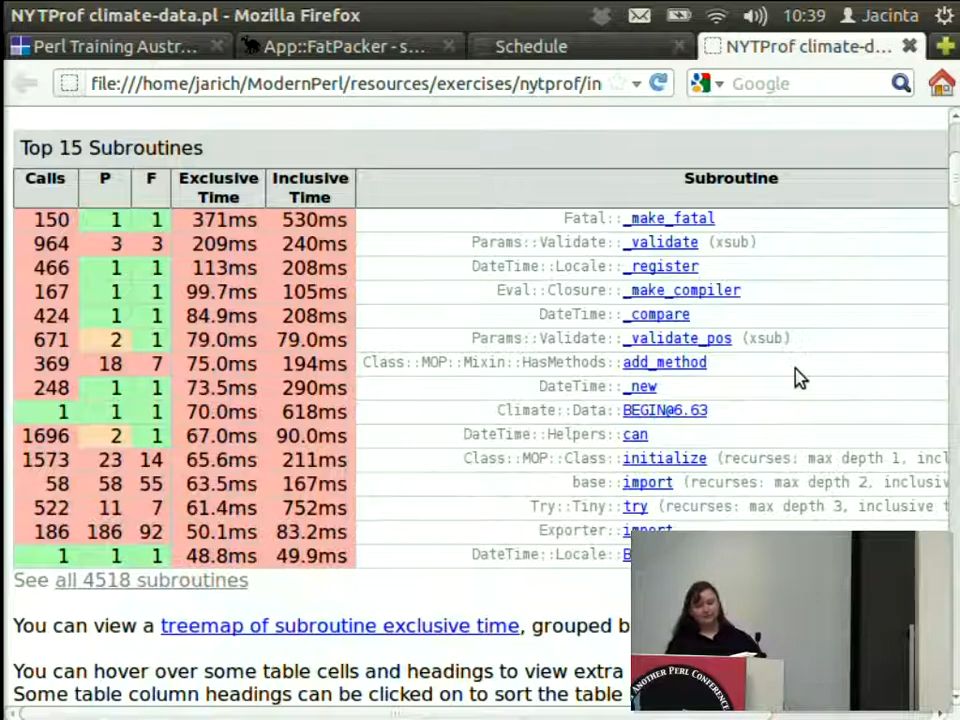 NYTProf climate-data.pl - Mozilla Firefox 10:39 Jacinta
Perl Training Austr... App::FatPacker - s... Schedule NYTProf climate-d...
file:///home/jarich/ModernPerl/resources/exercises/nytprof/in Google
Top 15 Subroutines
Calls P F Exclusive Time Inclusive Time Subroutine
150 1 1 371ms 530ms Fatal::_make_fatal
964 3 3 209ms 240ms Params::Validate::_validate (xsub)
466 1 1 113ms 208ms DateTime::Locale::_register
167 1 1 99.7ms 105ms Eval::Closure::_make_compiler
424 1 1 84.9ms 208ms DateTime::_compare
671 2 1 79.0ms 79.0ms Params::Validate::_validate_pos (xsub)
369 18 7 75.0ms 194ms Class::MOP::Mixin::HasMethods::add_method
248 1 1 73.5ms 290ms DateTime::_new
1 1 1 70.0ms 618ms Climate::Data::BEGIN@6.63
1696 2 1 67.0ms 90.0ms DateTime::Helpers::can
1573 23 14 65.6ms 211ms Class::MOP::Class::initialize (recurses: max depth 1, incl
58 58 55 63.5ms 167ms base::import (recurses: max depth 2, inclusiv
522 11 7 61.4ms 752ms Try::Tiny::try (recurses: max depth 3, inclusive t
186 186 92 50.1ms 83.2ms Exporter::import
1 1 1 48.8ms 49.9ms DateTime::Locale::B
See all 4518 subroutines
You can view a treemap of subroutine exclusive time, grouped b
You can hover over some table cells and headings to view extra
Some table column headings can be clicked on to sort the table
ANOTHER PERL CONFERENCE